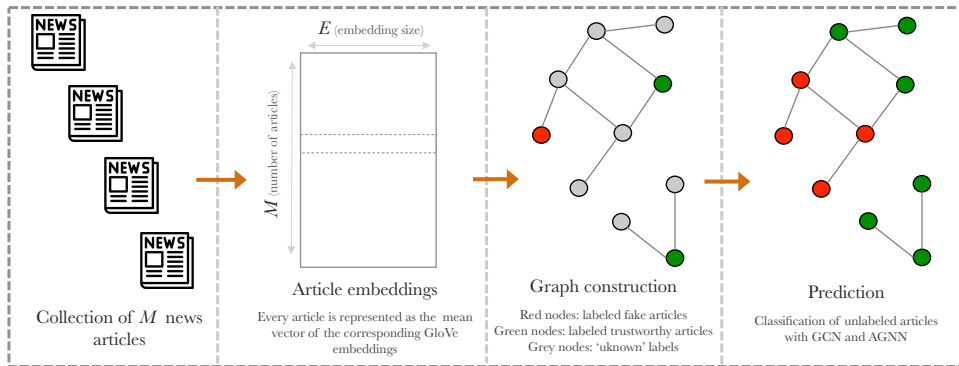 NEWS
NEWS
NEWS
NEWS
Collection of M news
articles
E (embedding size)
M (number of articles)
Article embeddings
Every article is represented as the mean
vector of the corresponding GloVe
embeddings
Graph construction
Red nodes: labeled fake articles
Green nodes: labeled trustworthy articles
Grey nodes: ‘uknown’ labels
Prediction
Classification of unlabeled articles
with GCN and AGNN